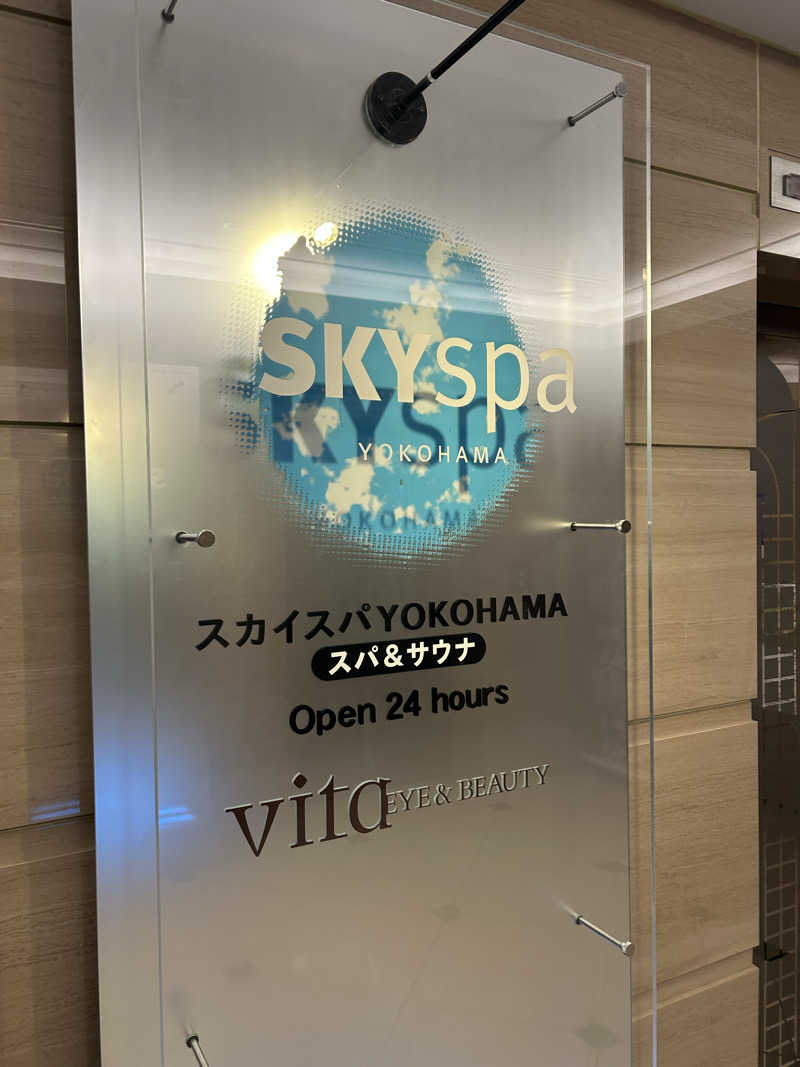 SKYspa
YOKOHAMA
スカイスパYOKOHAMA
スパ&サウナ
Open 24 hours
vita EYE & BEAUTY